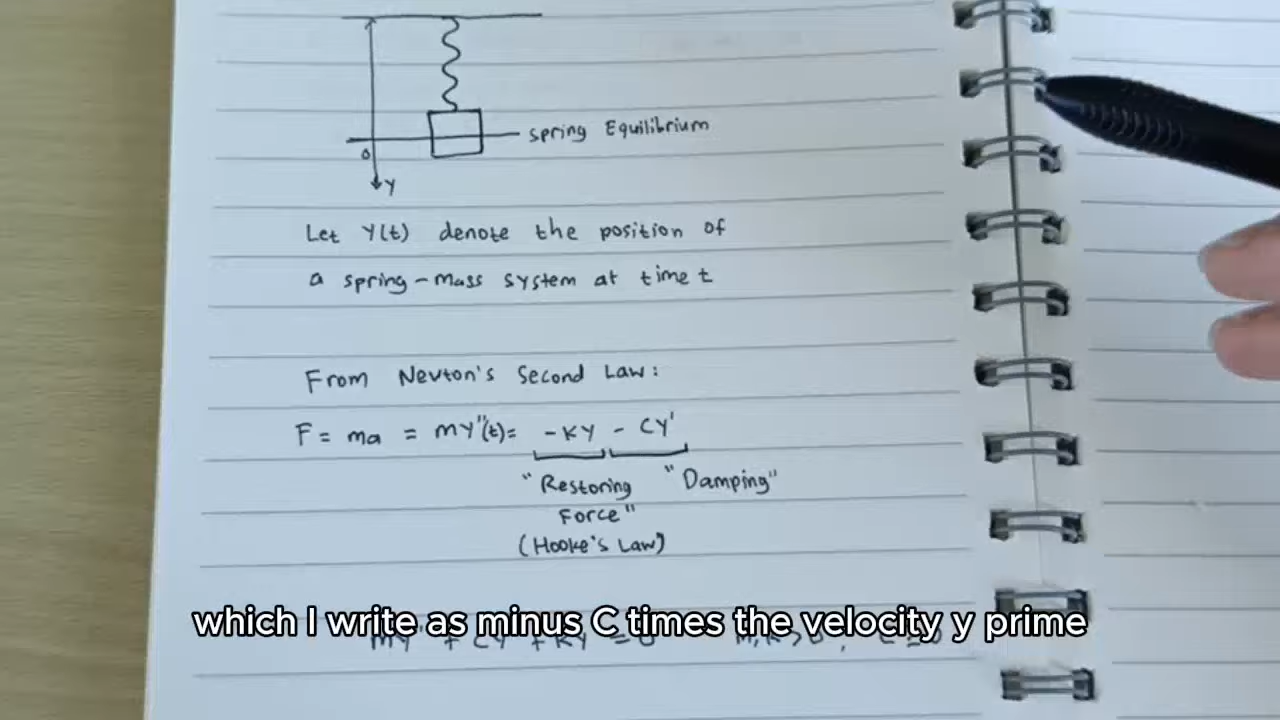 spring Equilibrium
0
Y
Let Y(t) denote the position of
a spring-mass system at time t
From Newton's Second Law:
F = ma = mY"(t) = -KY - CY'
"Restoring "Damping"
Force"
(Hooke's Law)
which I write as minus C times the velocity y prime